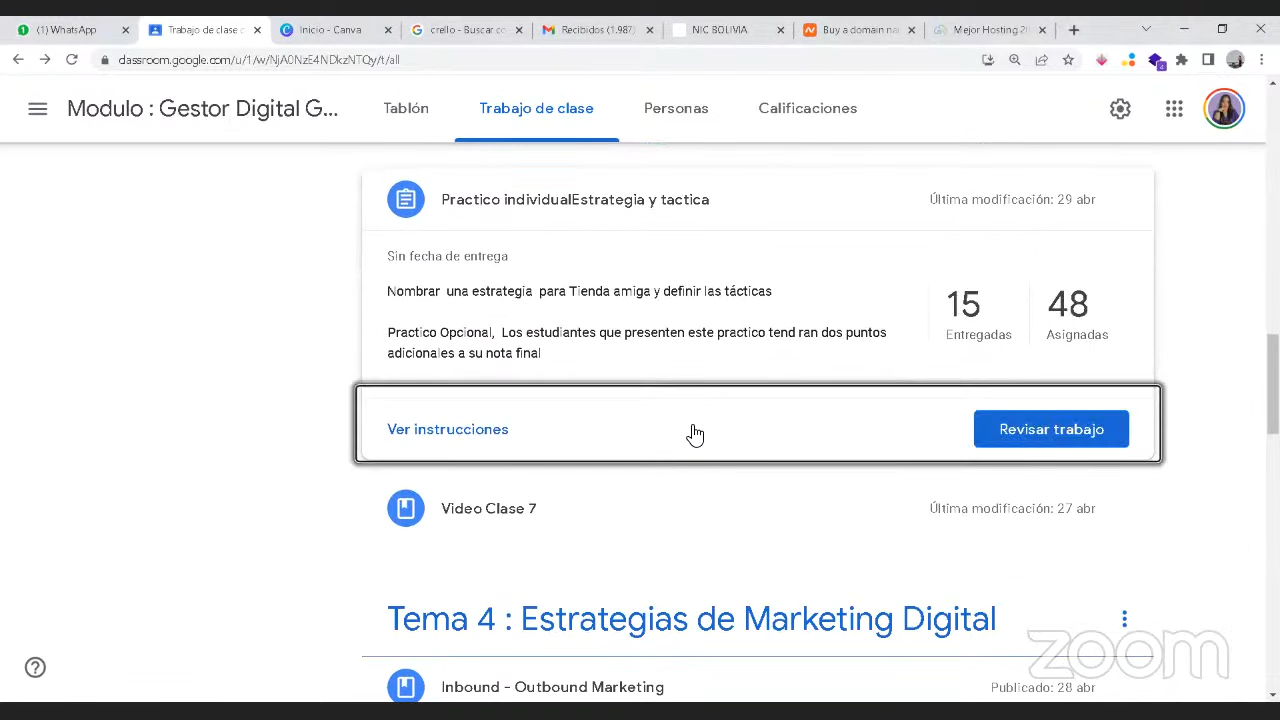 (1) WhatsApp
Trabajo de clase
Inicio - Canva
crello - Buscar co
Recibidos (1.987)
NIC BOLIVIA
Buy a domain nam
Mejor Hosting 20
classroom.google.com/u/1/w/NjA0NzE4NDkzNTQy/t/all
Modulo : Gestor Digital G...
Tablón
Trabajo de clase
Personas
Calificaciones
Practico individualEstrategia y tactica
Última modificación: 29 abr
Sin fecha de entrega
Nombrar una estrategia para Tienda amiga y definir las tácticas
Practico Opcional, Los estudiantes que presenten este practico tend ran dos puntos
adicionales a su nota final
15
Entregadas
48
Asignadas
Ver instrucciones
Revisar trabajo
Video Clase 7
Última modificación: 27 abr
Tema 4 : Estrategias de Marketing Digital
zoom
Inbound - Outbound Marketing
Publicado: 28 abr